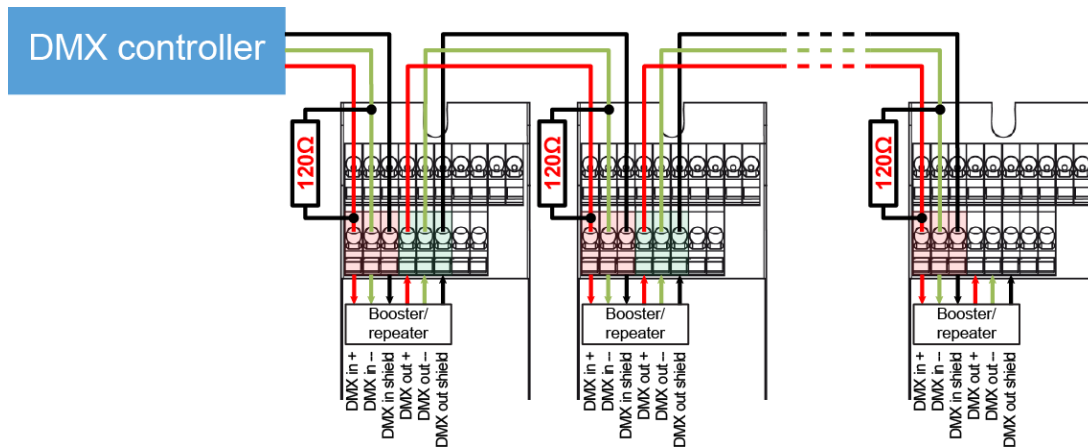 DMX controller
120Ω
120Ω
120Ω
Booster/
repeater
Booster/
repeater
Booster/
repeater
DMX in +
DMX in –
DMX in shield
DMX out +
DMX out –
DMX out shield
DMX in +
DMX in –
DMX in shield
DMX out +
DMX out –
DMX out shield
DMX in +
DMX in –
DMX in shield
DMX out +
DMX out –
DMX out shield